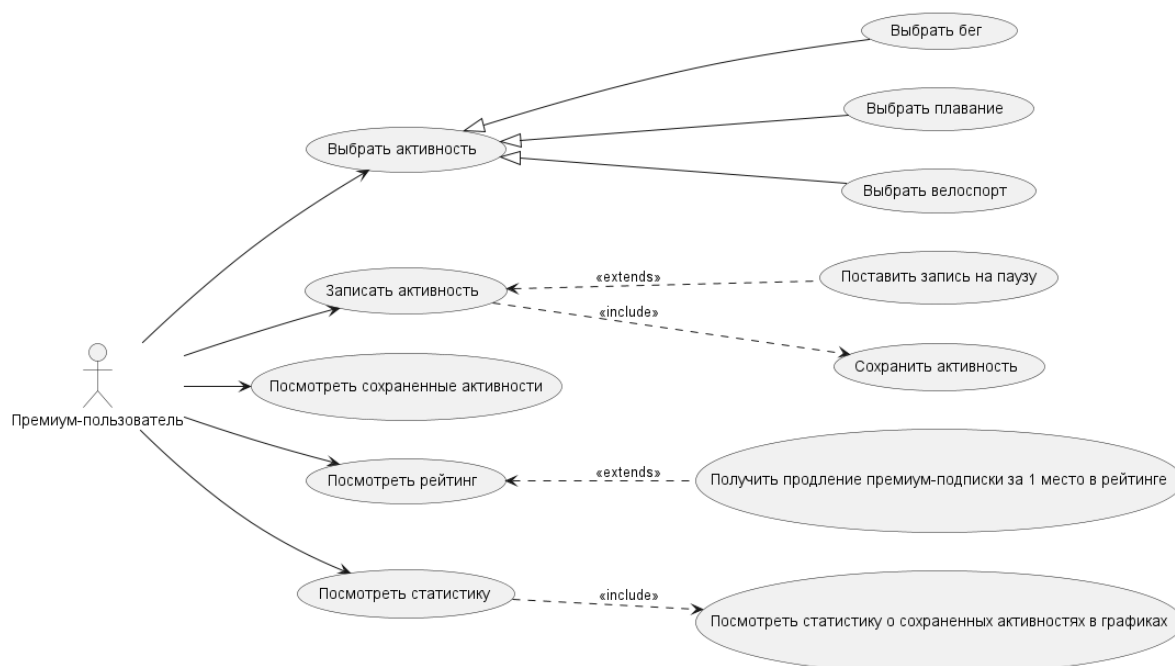 Выбрать бег
Выбрать плавание
Выбрать активность
Выбрать велоспорт
«extends»
Поставить запись на паузу
Записать активность
«include»
Сохранить активность
Посмотреть сохраненные активности
Премиум-пользователь
«extends»
Посмотреть рейтинг
Получить продление премиум-подписки за 1 место в рейтинге
Посмотреть статистику
«include»
Посмотреть статистику о сохраненных активностях в графиках